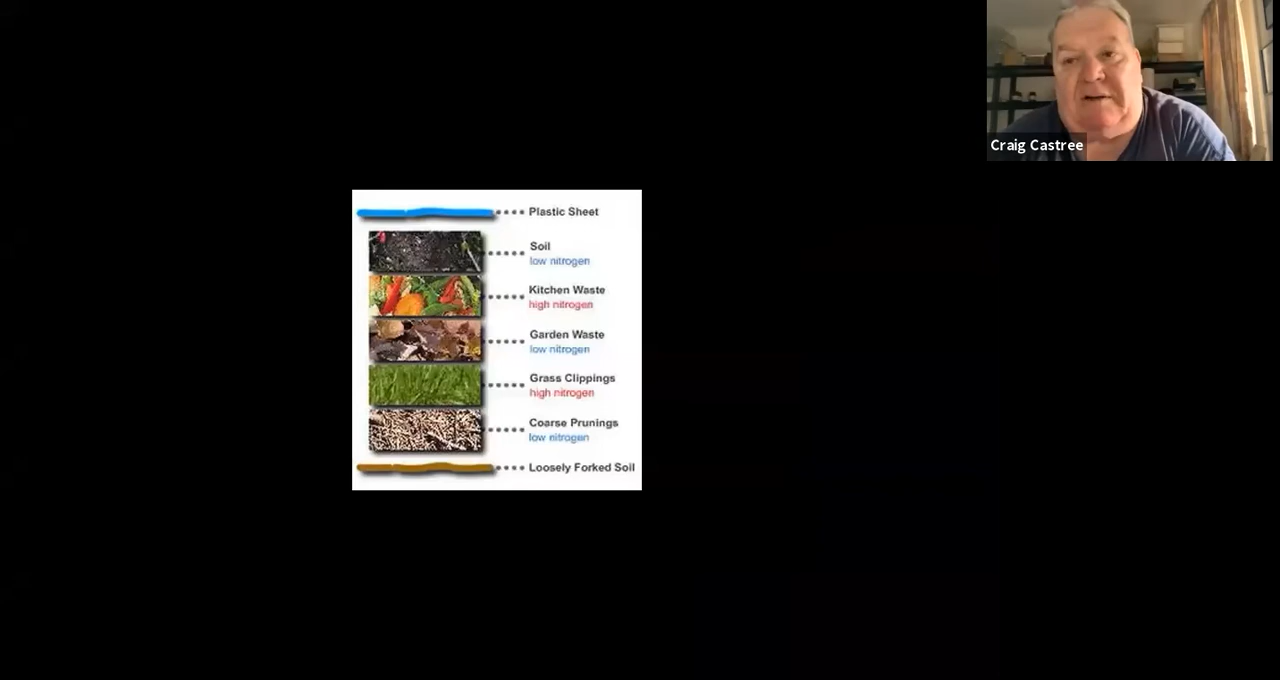 Craig Castree
Plastic Sheet
Soil
low nitrogen
Kitchen Waste
high nitrogen
Garden Waste
low nitrogen
Grass Clippings
high nitrogen
Coarse Prunings
low nitrogen
Loosely Forked Soil